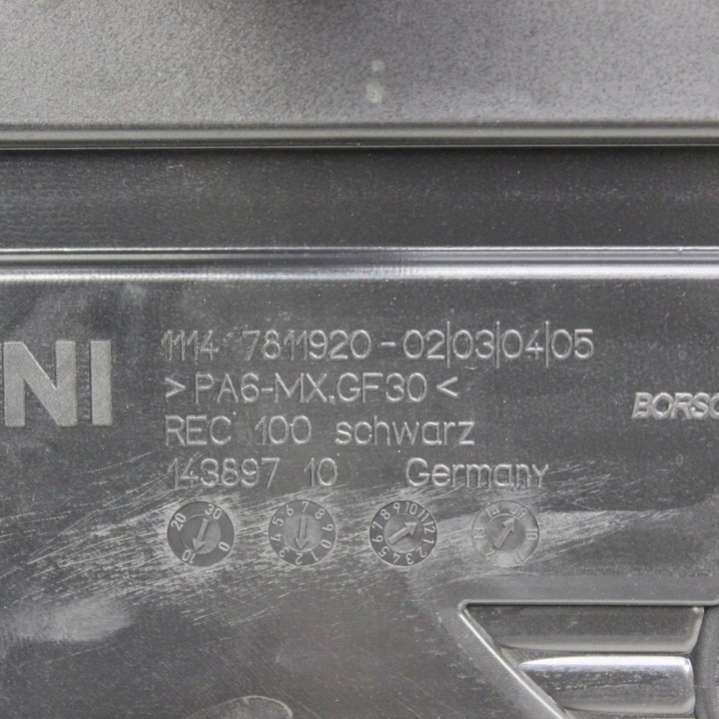 NI
1114 7811920-02|03|04|05
>PA6-MX.GF30<
REC 100 schwarz
BORSC
143897 10 Germany